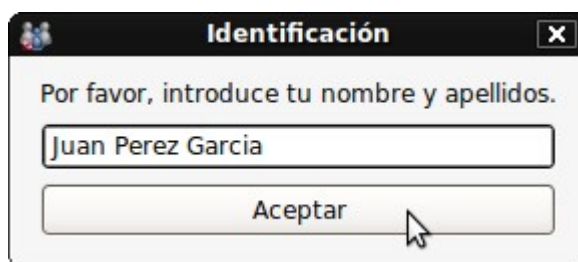 Identificación
Por favor, introduce tu nombre y apellidos.
Juan Perez Garcia
Aceptar